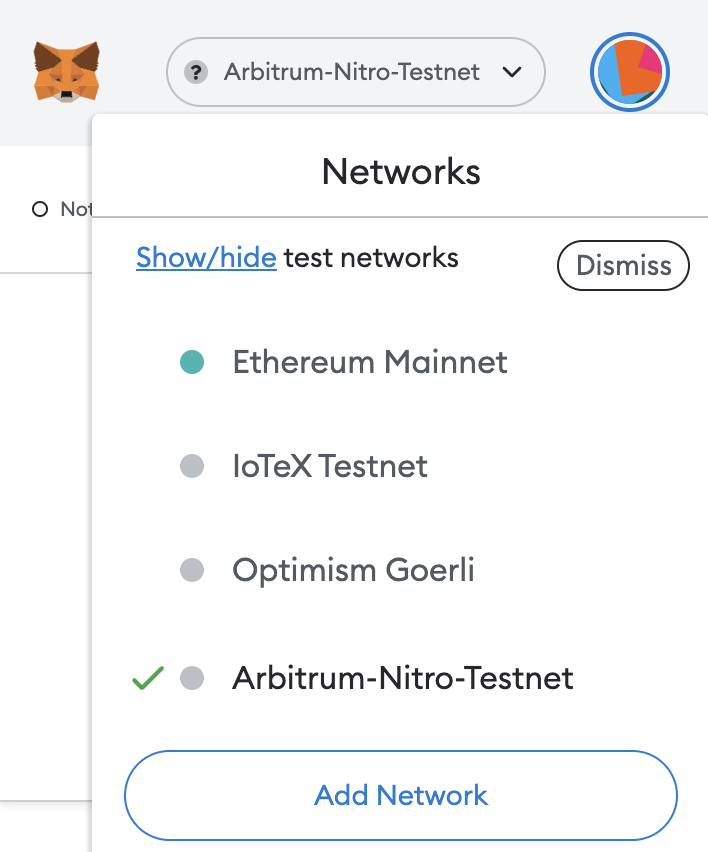 ? Arbitrum-Nitro-Testnet
Networks
Show/hide test networks
Dismiss
Ethereum Mainnet
IoTeX Testnet
Optimism Goerli
Arbitrum-Nitro-Testnet
Add Network